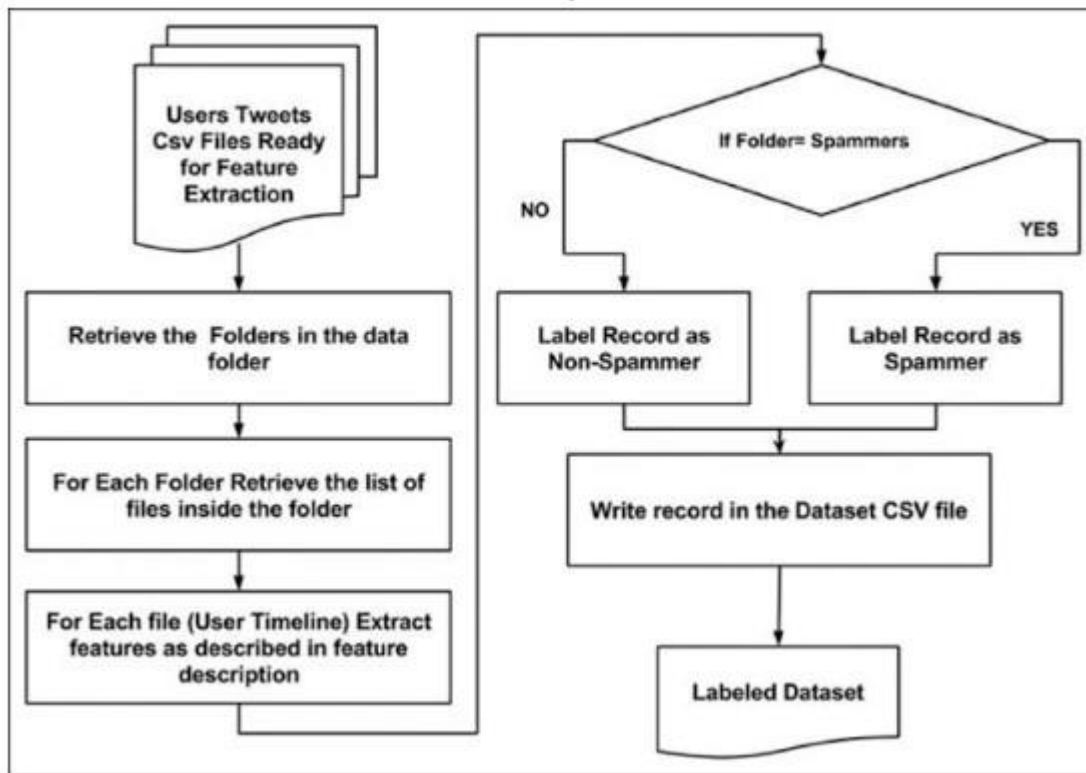 Users Tweets
Csv Files Ready
for Feature
Extraction
Retrieve the Folders in the data
folder
For Each Folder Retrieve the list of
files inside the folder
For Each file (User Timeline) Extract
features as described in feature
description
If Folder= Spammers
NO
YES
Label Record as
Non-Spammer
Label Record as
Spammer
Write record in the Dataset CSV file
Labeled Dataset